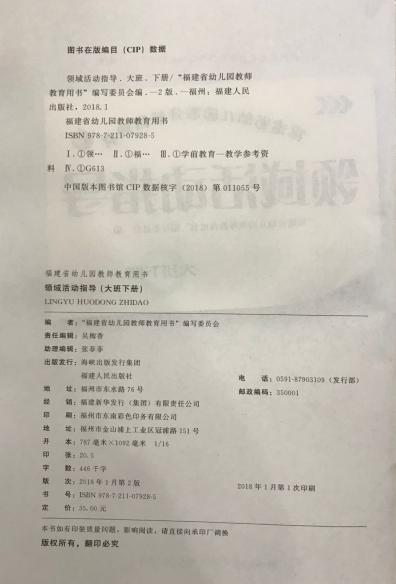 图书在版编目（CIP）数据
领域活动指导．大班．下册/“福建省幼儿园教师
教育用书”编写委员会编．—2版．—福州：福建人民
出版社，2018.1
福建省幼儿园教师教育用书
ISBN 978-7-211-07928-5
Ⅰ.①领… Ⅱ.①福… Ⅲ.①学前教育—教学参考资
料 Ⅳ.①G613
中国版本图书馆CIP数据核字（2018）第011055号
福建省幼儿园教师教育用书
领域活动指导（大班下册）
LINGYU HUODONG ZHIDAO
编　　者：“福建省幼儿园教师教育用书”编写委员会
责任编辑：吴梅香
助理编辑：张菲菲
出版发行：海峡出版发行集团
福建人民出版社　电　话：0591-87903109（发行部）
地　　址：福州市东水路76号　邮政编码：350001
经　　销：福建新华发行（集团）有限责任公司
印　　刷：福州市东南彩色印务有限公司
地　　址：福州市金山浦上工业区冠浦路151号
开　　本：787毫米×1092毫米　1/16
印　　张：20.5
字　　数：446千字
版　　次：2018年1月第2版　2018年1月第1次印刷
书　　号：ISBN 978-7-211-07928-5
定　　价：35.00元
本书如有印装质量问题，影响阅读，请直接向承印厂调换
版权所有，翻印必究